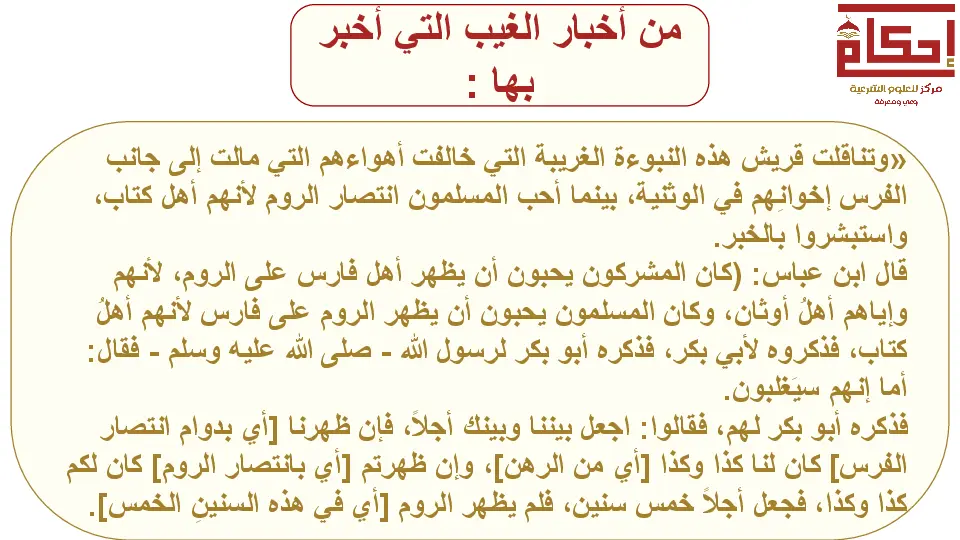 من أخبار الغيب التي أخبر
بها :
إحكام
مركز للعلوم الشرعية
وعي ومعرفة
«وتناقلت قريش هذه النبوءة الغريبة التي خالفت أهواءهم التي مالت إلى جانب
الفرس إخوانِهم في الوثنية، بينما أحب المسلمون انتصار الروم لأنهم أهل كتاب،
واستبشروا بالخبر.
قال ابن عباس: (كان المشركون يحبون أن يظهر أهل فارس على الروم، لأنهم
وإياهم أهلُ أوثان، وكان المسلمون يحبون أن يظهر الروم على فارس لأنهم أهلُ
كتاب، فذكروه لأبي بكر، فذكره أبو بكر لرسول الله - صلى الله عليه وسلم - فقال:
أما إنهم سيَغلبون.
فذكره أبو بكر لهم، فقالوا: اجعل بيننا وبينك أجلاً، فإن ظهرنا [أي بدوام انتصار
الفرس] كان لنا كذا وكذا [أي من الرهن]، وإن ظهرتم [أي بانتصار الروم] كان لكم
كذا وكذا، فجعل أجلاً خمس سنين، فلم يظهر الروم [أي في هذه السنينِ الخمس].